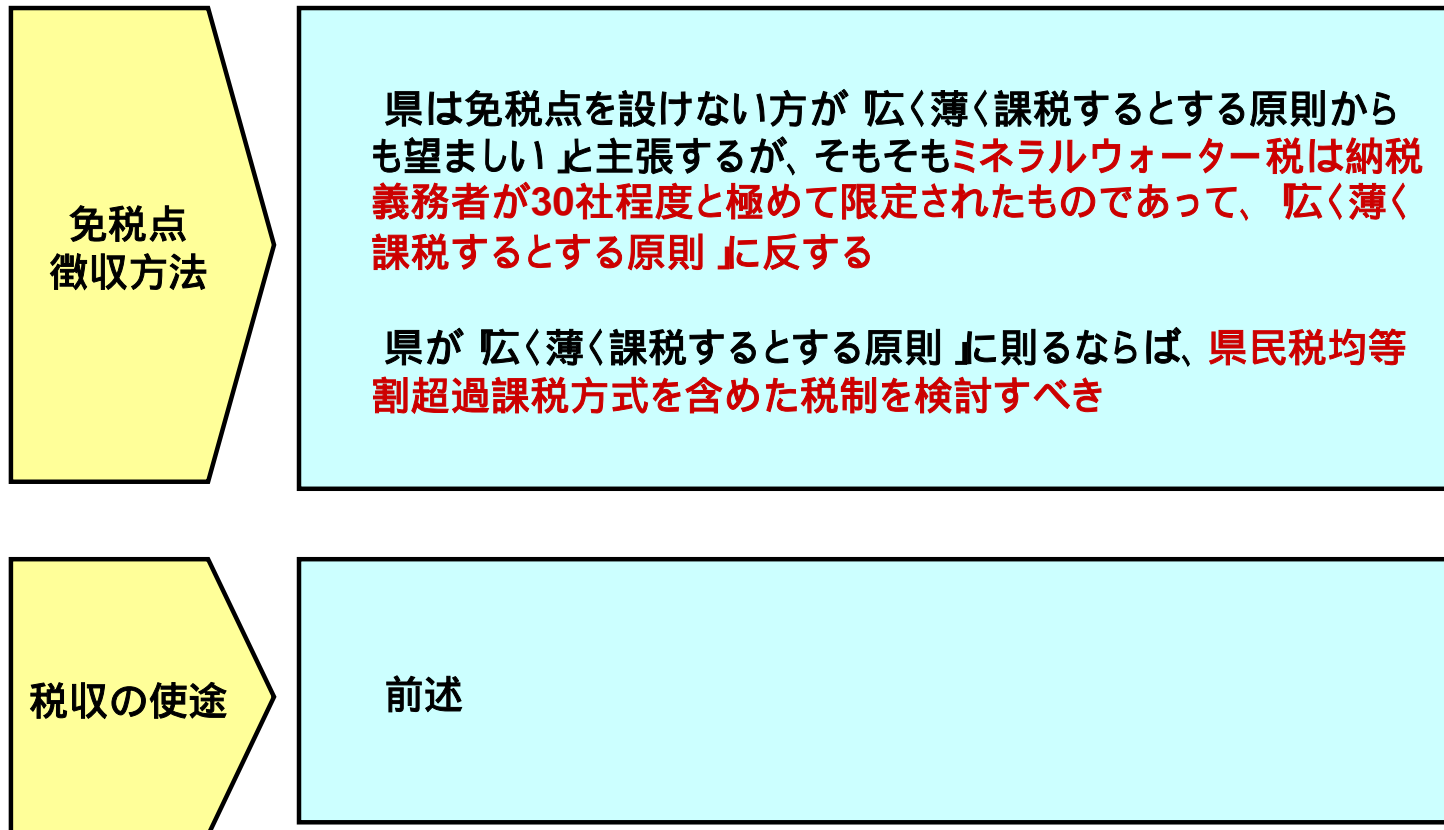 免税点
徴収方法
県は免税点を設けない方が『広く薄く課税するとする原則から
も望ましい』と主張するが、そもそもミネラルウォーター税は納税
義務者が30社程度と極めて限定されたものであって、『広く薄く
課税するとする原則』に反する
県が『広く薄く課税するとする原則』に則るならば、県民税均等
割超過課税方式を含めた税制を検討すべき
税収の使途
前述